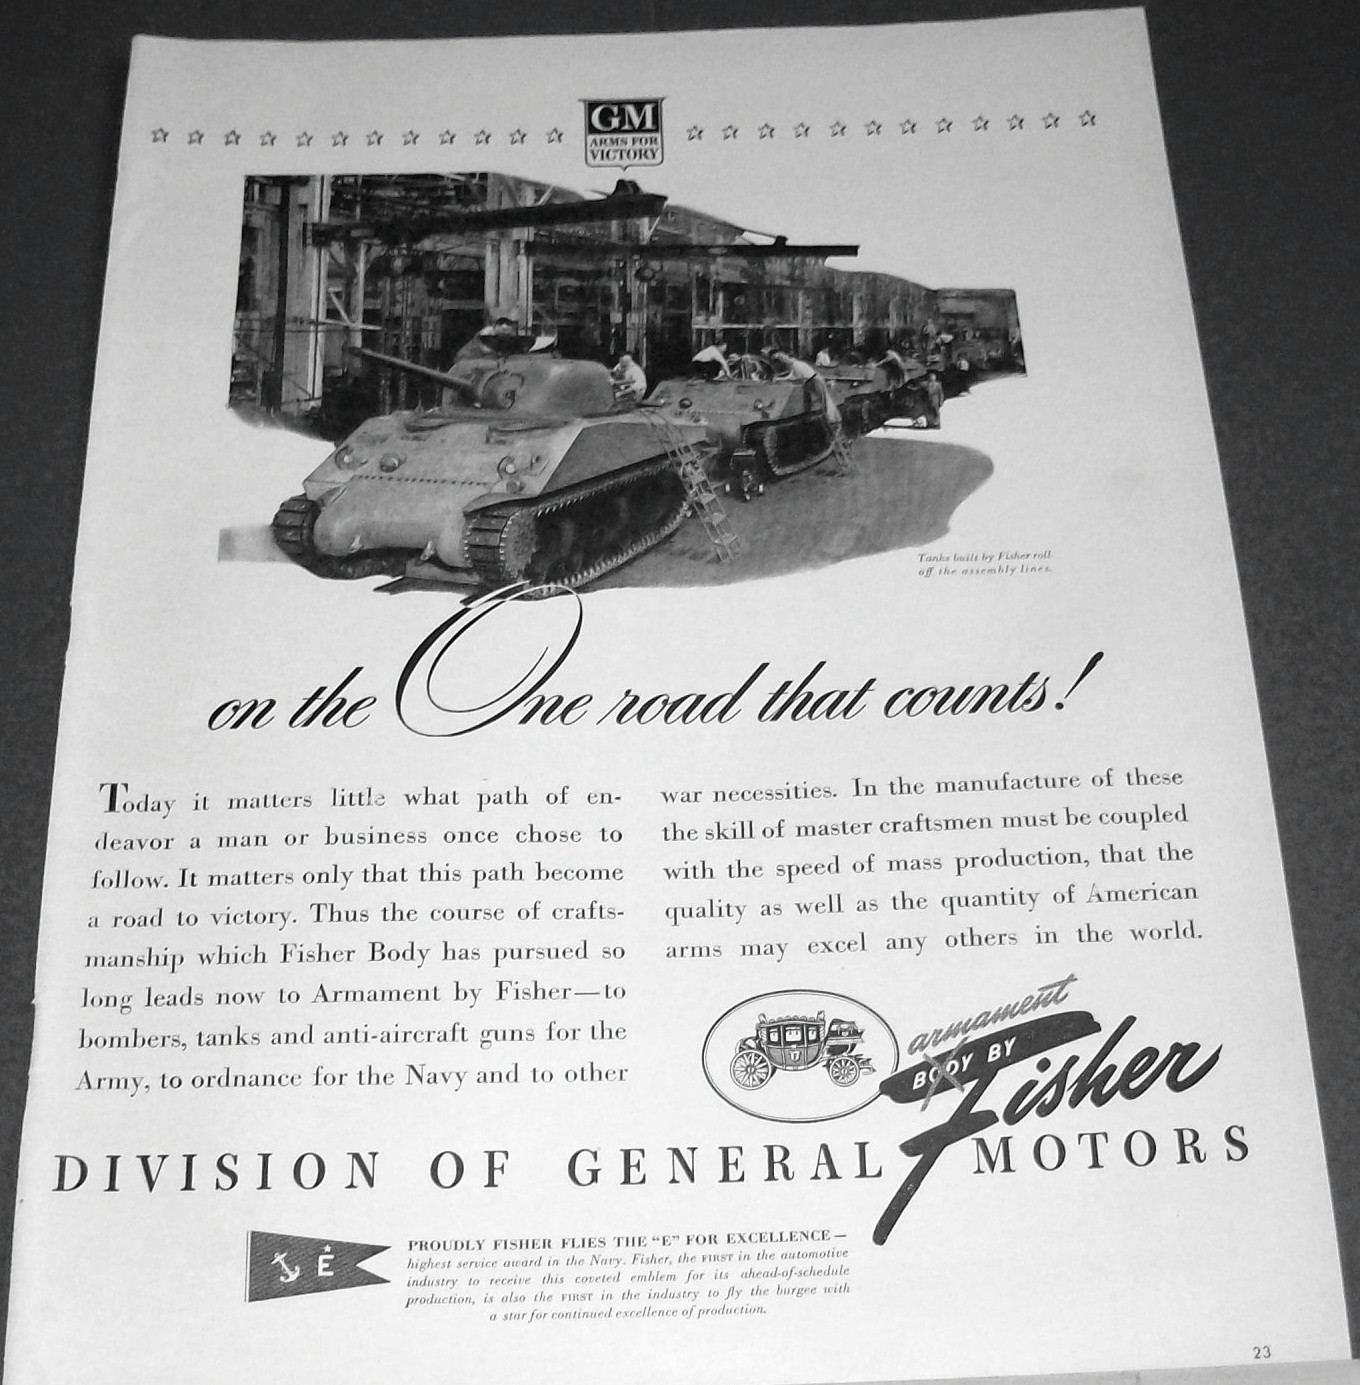 GM
ARMS FOR
VICTORY
Tanks built by Fisher roll
off the assembly lines.
on the One road that counts!
Today it matters little what path of en-
deavor a man or business once chose to
follow. It matters only that this path become
a road to victory. Thus the course of crafts-
manship which Fisher Body has pursued so
long leads now to Armament by Fisher—to
bombers, tanks and anti-aircraft guns for the
Army, to ordnance for the Navy and to other
war necessities. In the manufacture of these
the skill of master craftsmen must be coupled
with the speed of mass production, that the
quality as well as the quantity of American
arms may excel any others in the world.
armament
BODY BY
Fisher
DIVISION OF GENERAL MOTORS
E
PROUDLY FISHER FLIES THE "E" FOR EXCELLENCE—
highest service award in the Navy. Fisher, the FIRST in the automotive
industry to receive this coveted emblem for its ahead-of-schedule
production, is also the FIRST in the industry to fly the burgee with
a star for continued excellence of production.
23